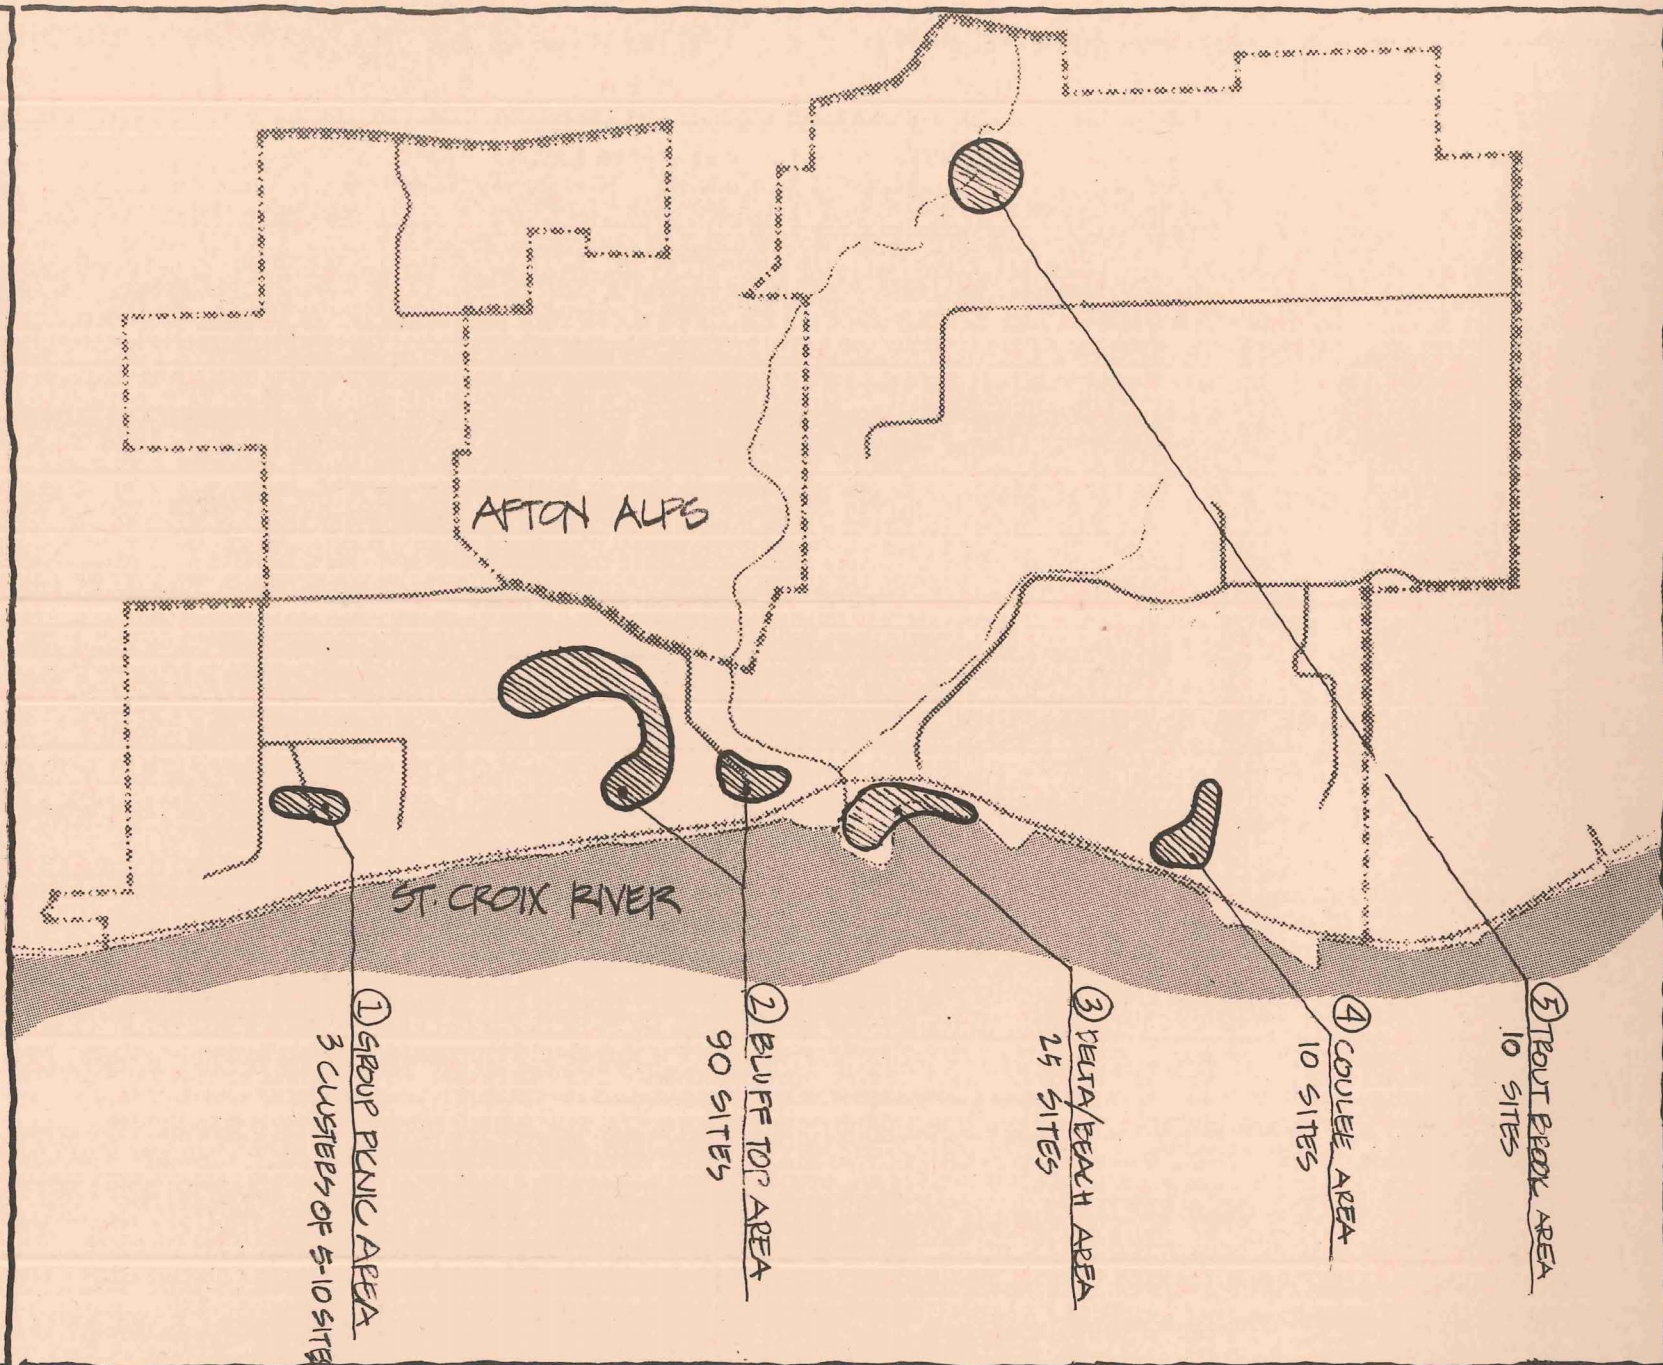 AFTON ALPS
ST. CROIX RIVER
① GROUP PICNIC AREA
3 CLUSTERS OF 5-10 SITES
② BLUFF TOP AREA
90 SITES
③ DELTA/BEACH AREA
25 SITES
④ COULEE AREA
10 SITES
⑤ TROUT BROOK AREA
10 SITES